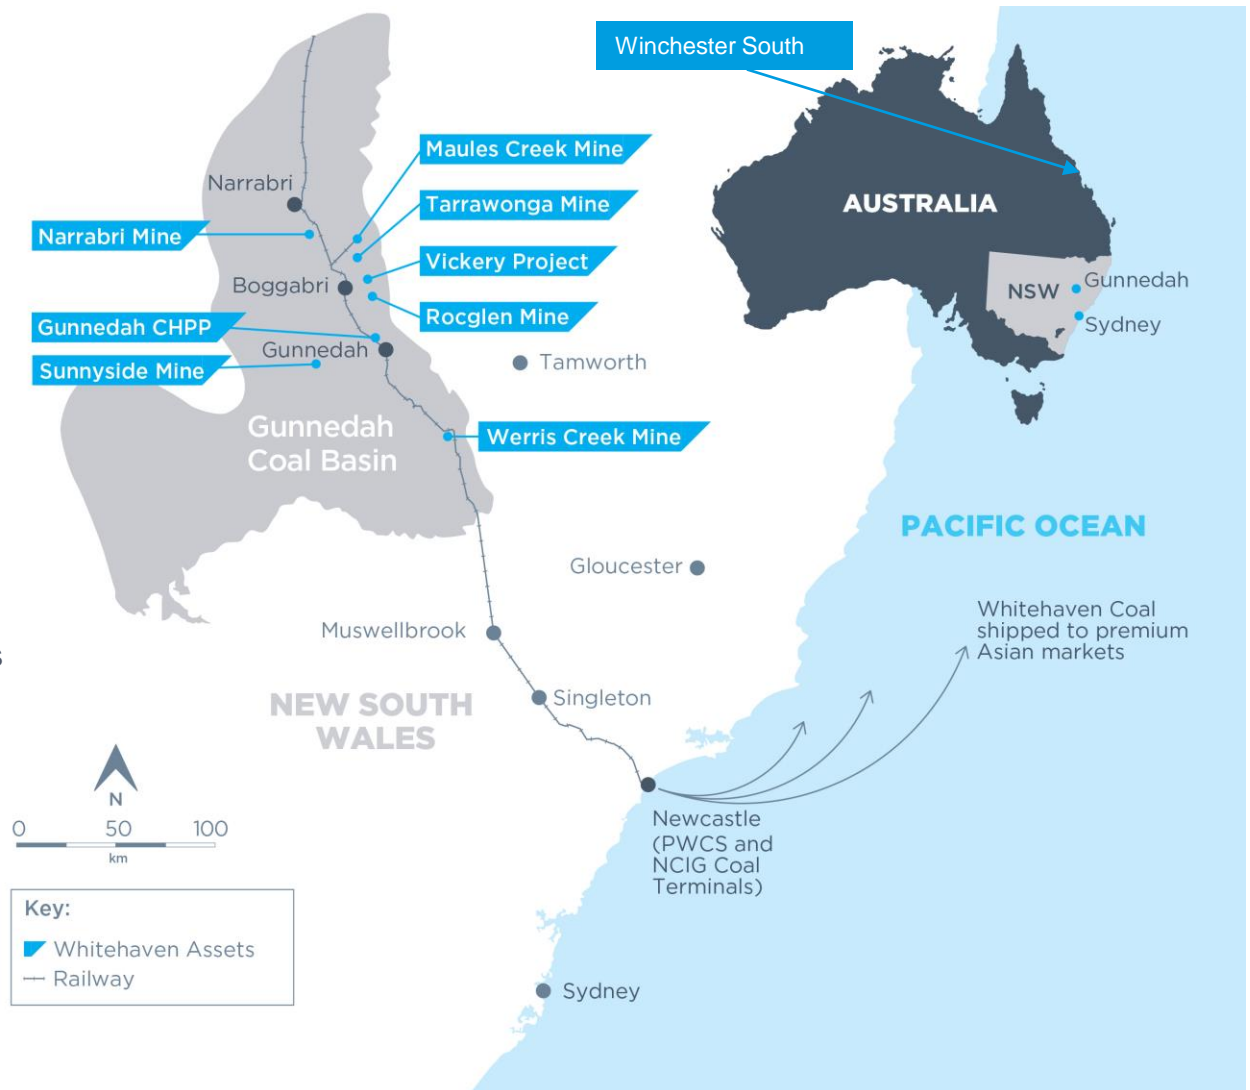 Winchester South
Maules Creek Mine
Narrabri
Tarrawonga Mine
AUSTRALIA
Narrabri Mine
Vickery Project
Boggabri
NSW
Gunnedah
Rocglen Mine
Gunnedah CHPP
Sydney
Gunnedah
Tamworth
Sunnyside Mine
Gunnedah
Coal Basin
Werris Creek Mine
PACIFIC OCEAN
Gloucester
Whitehaven Coal
shipped to premium
Asian markets
Muswellbrook
s
NEW SOUTH
WALES
Singleton
N
0 50 100
km
Newcastle
(PWCS and
NCIG Coal
Terminals)
Key:
Whitehaven Assets
Railway
Sydney